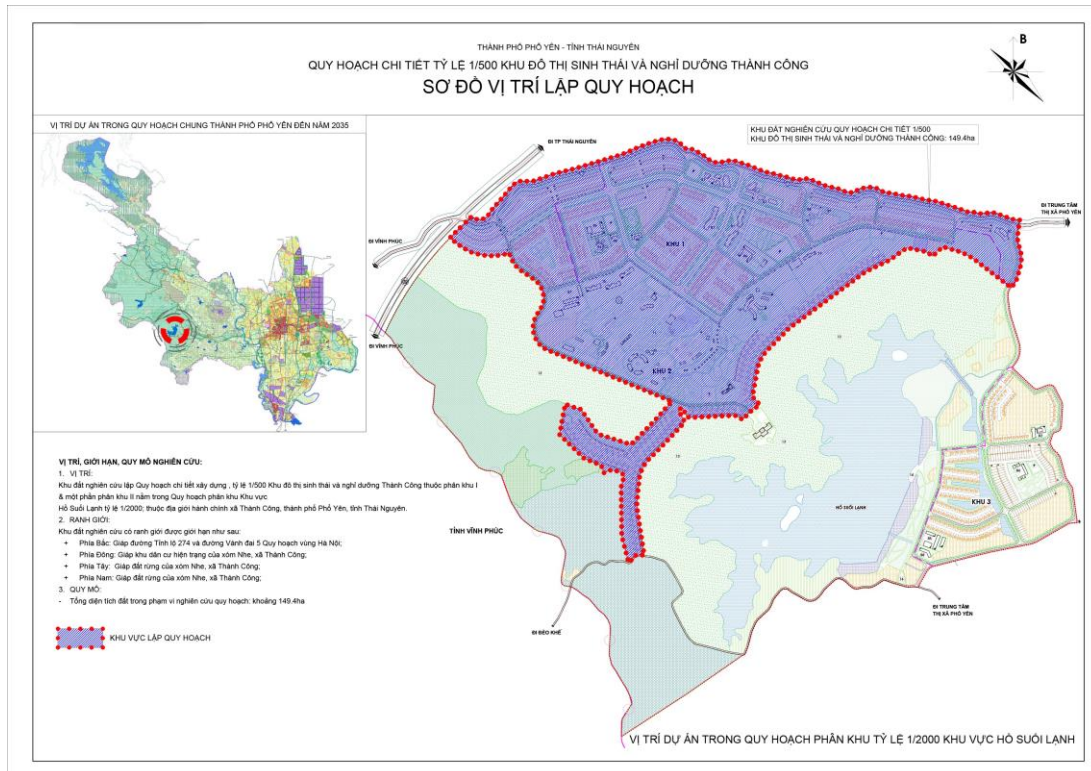 THÀNH PHỐ PHỔ YÊN - TỈNH THÁI NGUYÊN
QUY HOẠCH CHI TIẾT TỶ LỆ 1/500 KHU ĐÔ THỊ SINH THÁI VÀ NGHỈ DƯỠNG THÀNH CÔNG
SƠ ĐỒ VỊ TRÍ LẬP QUY HOẠCH
B
VỊ TRÍ DỰ ÁN TRONG QUY HOẠCH CHUNG THÀNH PHỐ PHỔ YÊN ĐẾN NĂM 2035
KHU ĐẤT NGHIÊN CỨU QUY HOẠCH CHI TIẾT 1/500
KHU ĐÔ THỊ SINH THÁI VÀ NGHỈ DƯỠNG THÀNH CÔNG: 149.4ha
ĐI TP THÁI NGUYÊN
ĐI TRUNG TÂM
THỊ XÃ PHỔ YÊN
ĐI VĨNH PHÚC
KHU 1
ĐI VĨNH PHÚC
KHU 2
VỊ TRÍ, GIỚI HẠN, QUY MÔ NGHIÊN CỨU:
1. VỊ TRÍ:
Khu đất nghiên cứu lập Quy hoạch chi tiết xây dựng , tỷ lệ 1/500 Khu đô thị sinh thái và nghỉ dưỡng Thành Công thuộc phân khu I
& một phần phân khu II nằm trong Quy hoạch phân khu Khu vực
Hồ Suối Lạnh tỷ lệ 1/2000; thuộc địa giới hành chính xã Thành Công, thành phố Phổ Yên, tỉnh Thái Nguyên.
2. RANH GIỚI:
Khu đất nghiên cứu có ranh giới được giới hạn như sau:
+ Phía Bắc: Giáp đường Tỉnh lộ 274 và đường Vành đai 5 Quy hoạch vùng Hà Nội;
+ Phía Đông: Giáp khu dân cư hiện trạng của xóm Nhe, xã Thành Công;
+ Phía Tây: Giáp đất rừng của xóm Nhe, xã Thành Công;
+ Phía Nam: Giáp đất rừng của xóm Nhe, xã Thành Công;
3. QUY MÔ:
- Tổng diện tích đất trong phạm vi nghiên cứu quy hoạch: khoảng 149.4ha
KHU VỰC LẬP QUY HOẠCH
TỈNH VĨNH PHÚC
HỒ SUỐI LẠNH
KHU 3
ĐI TRUNG TÂM
THỊ XÃ PHỔ YÊN
ĐI ĐÈO KHẾ
VỊ TRÍ DỰ ÁN TRONG QUY HOẠCH PHÂN KHU TỶ LỆ 1/2000 KHU VỰC HỒ SUỐI LẠNH